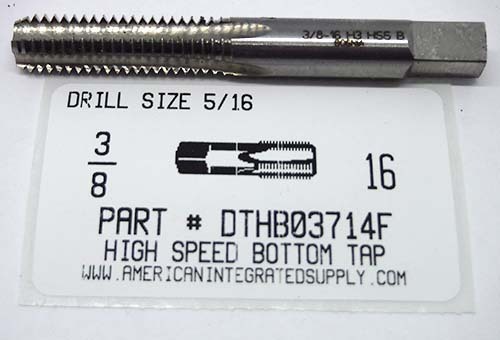 3/8-16 H3 HSS B
DRILL SIZE 5/16
3/8 16
PART # DTHB03714F
HIGH SPEED BOTTOM TAP
WWW.AMERICANINTEGRATEDSUPPLY.COM